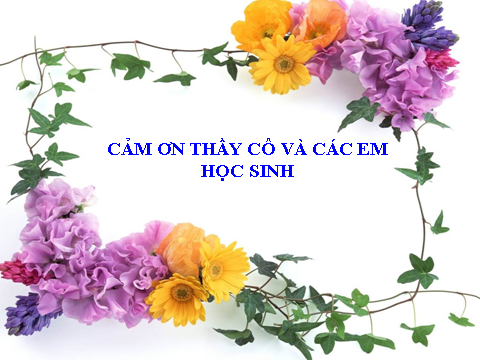 CẢM ƠN THẦY CÔ VÀ CÁC EM
HỌC SINH